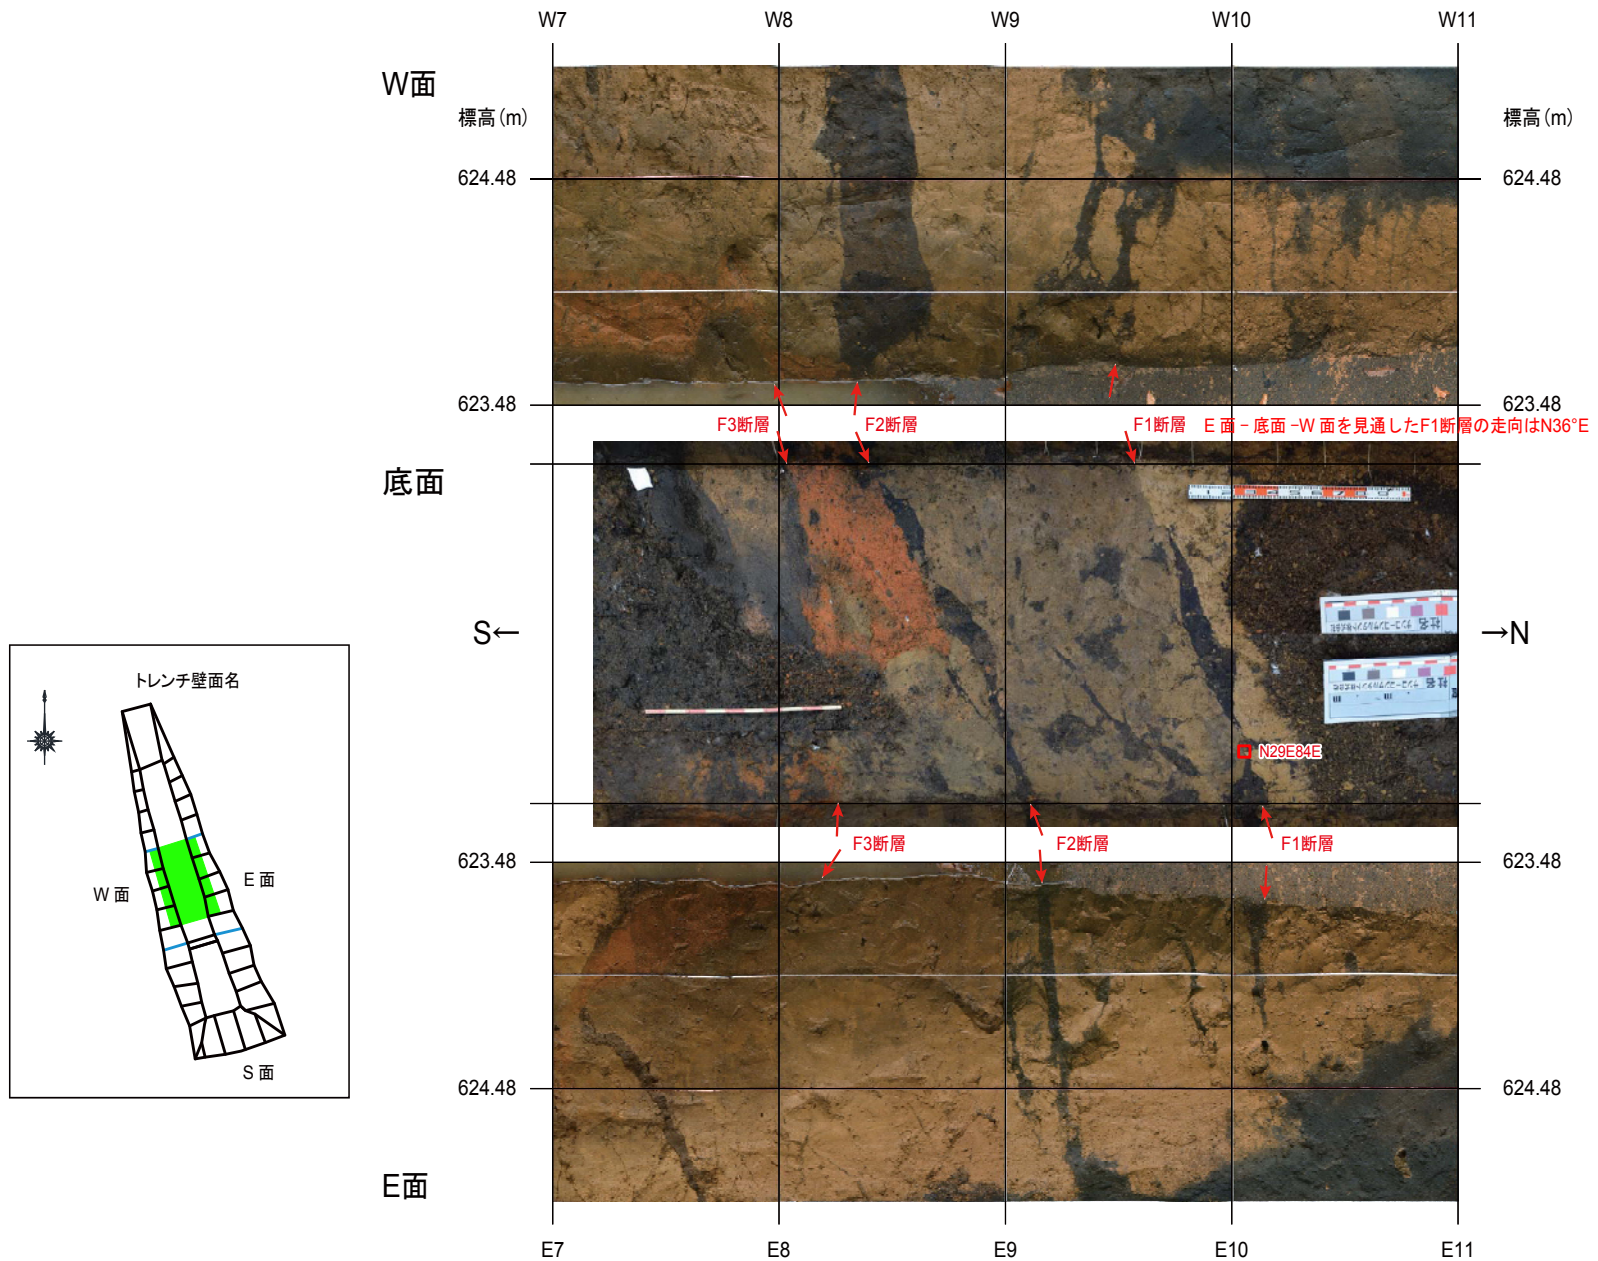 W7 W8 W9 W10 W11
W面
標高(m) 標高(m)
624.48 624.48
623.48 623.48
F3断層 F2断層 F1断層 E 面 - 底面 -W 面を見通したF1断層の走向はN36°E
底面
S← →N
N29E84E
F3断層 F2断層 F1断層
623.48 623.48
624.48 624.48
E面
E7 E8 E9 E10 E11
トレンチ壁面名
W 面
E 面
S 面